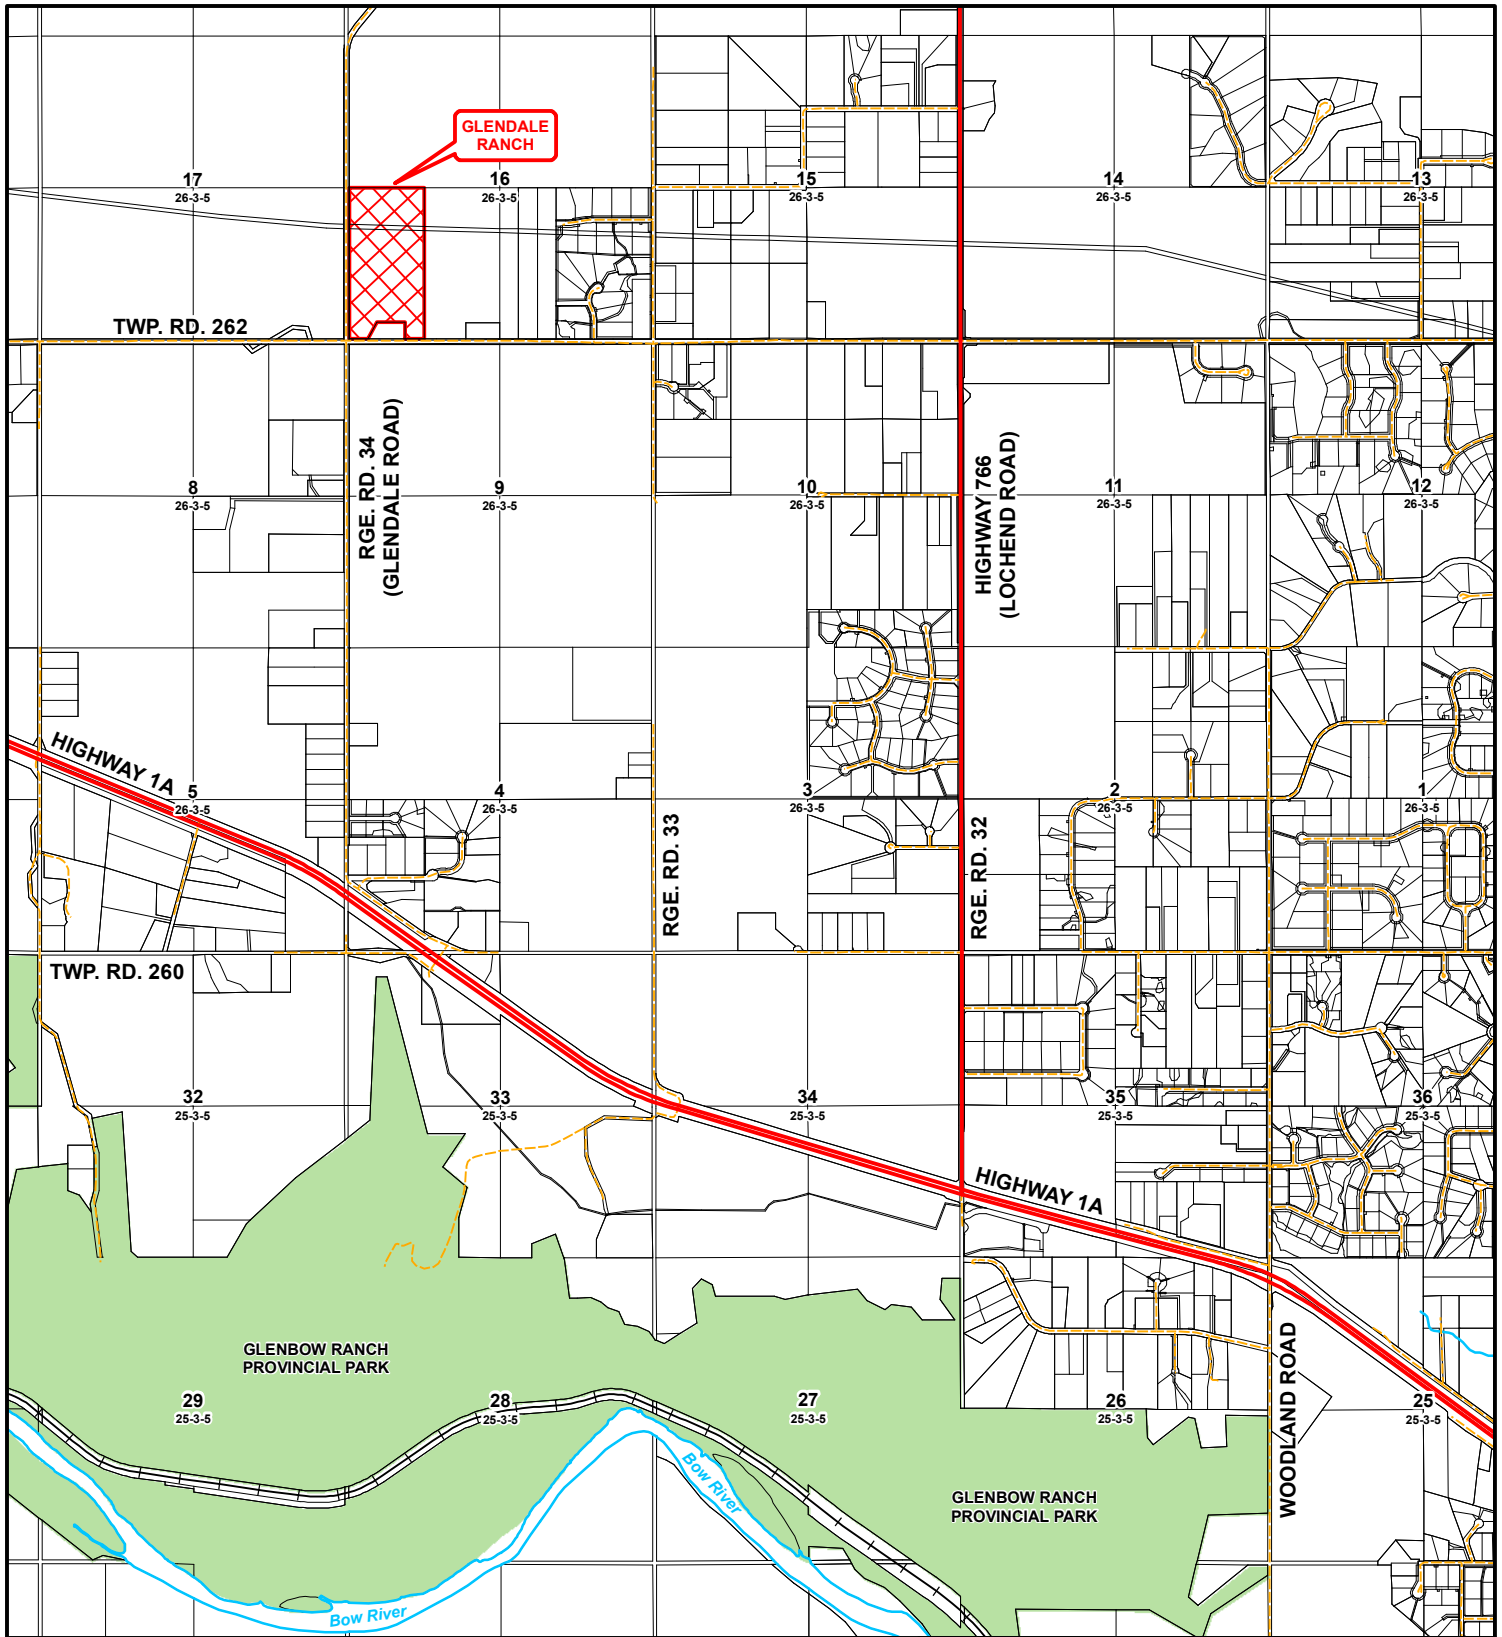 GLENDALE
RANCH
17
26-3-5
16
26-3-5
15
26-3-5
14
26-3-5
13
26-3-5
TWP. RD. 262
RGE. RD. 34
(GLENDALE ROAD)
HIGHWAY 766
(LOCHEND ROAD)
8
26-3-5
9
26-3-5
10
26-3-5
11
26-3-5
12
26-3-5
HIGHWAY 1A
5
26-3-5
4
26-3-5
3
26-3-5
2
26-3-5
1
26-3-5
RGE. RD. 33
RGE. RD. 32
TWP. RD. 260
32
25-3-5
33
25-3-5
34
25-3-5
35
25-3-5
36
25-3-5
HIGHWAY 1A
GLENBOW RANCH
PROVINCIAL PARK
WOODLAND ROAD
29
25-3-5
28
25-3-5
27
25-3-5
26
25-3-5
25
25-3-5
Bow River
GLENBOW RANCH
PROVINCIAL PARK
Bow River